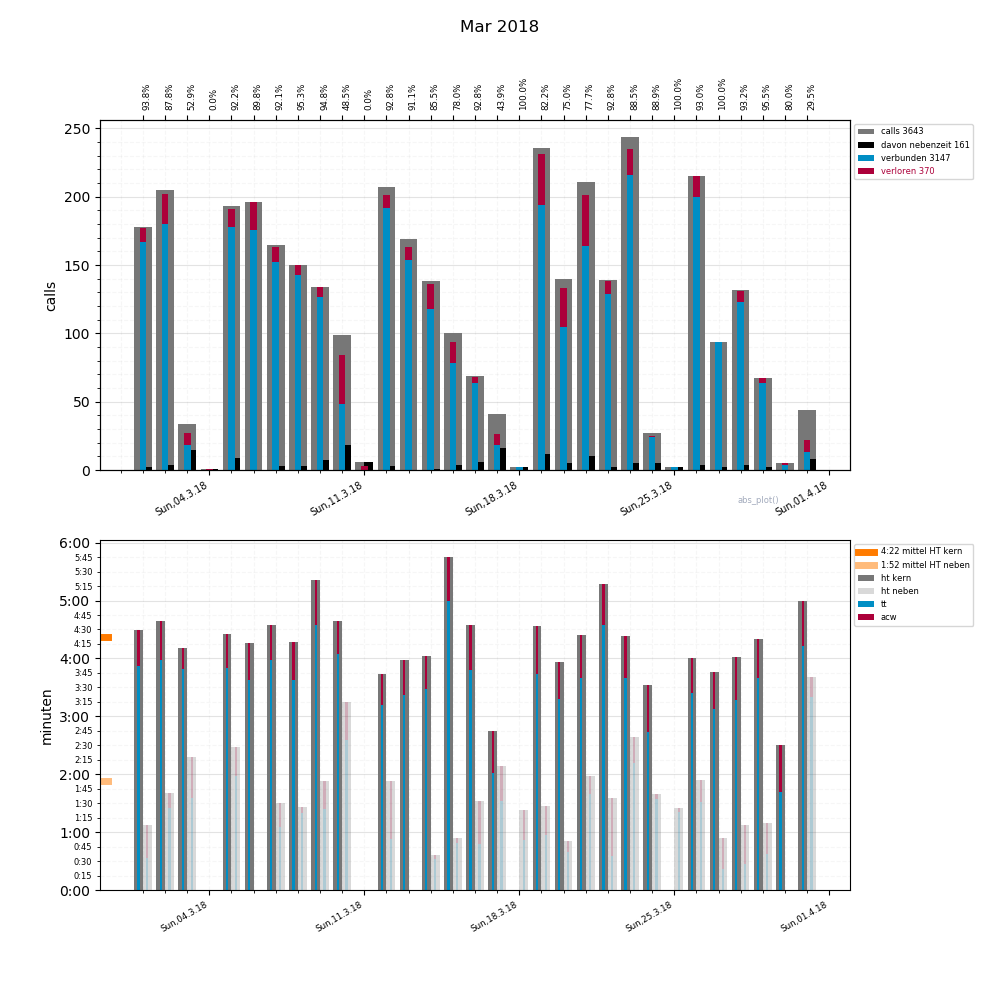 Mar 2018
93.8%
87.8%
52.9%
0.0%
92.2%
89.8%
92.1%
95.3%
94.8%
48.5%
0.0%
92.8%
91.1%
85.5%
78.0%
92.8%
43.9%
100.0%
82.2%
75.0%
77.7%
92.8%
88.5%
88.9%
100.0%
93.0%
100.0%
93.2%
95.5%
80.0%
29.5%
calls
250
200
150
100
50
0
calls 3643
davon nebenzeit 161
verbunden 3147
verloren 370
Sun,04.3.18
Sun,11.3.18
Sun,18.3.18
Sun,25.3.18
Sun,01.4.18
abs_plot()
minuten
6:00
5:45
5:30
5:15
5:00
4:45
4:30
4:15
4:00
3:45
3:30
3:15
3:00
2:45
2:30
2:15
2:00
1:45
1:30
1:15
1:00
0:45
0:30
0:15
0:00
4:22 mittel HT kern
1:52 mittel HT neben
ht kern
ht neben
tt
acw
Sun,04.3.18
Sun,11.3.18
Sun,18.3.18
Sun,25.3.18
Sun,01.4.18